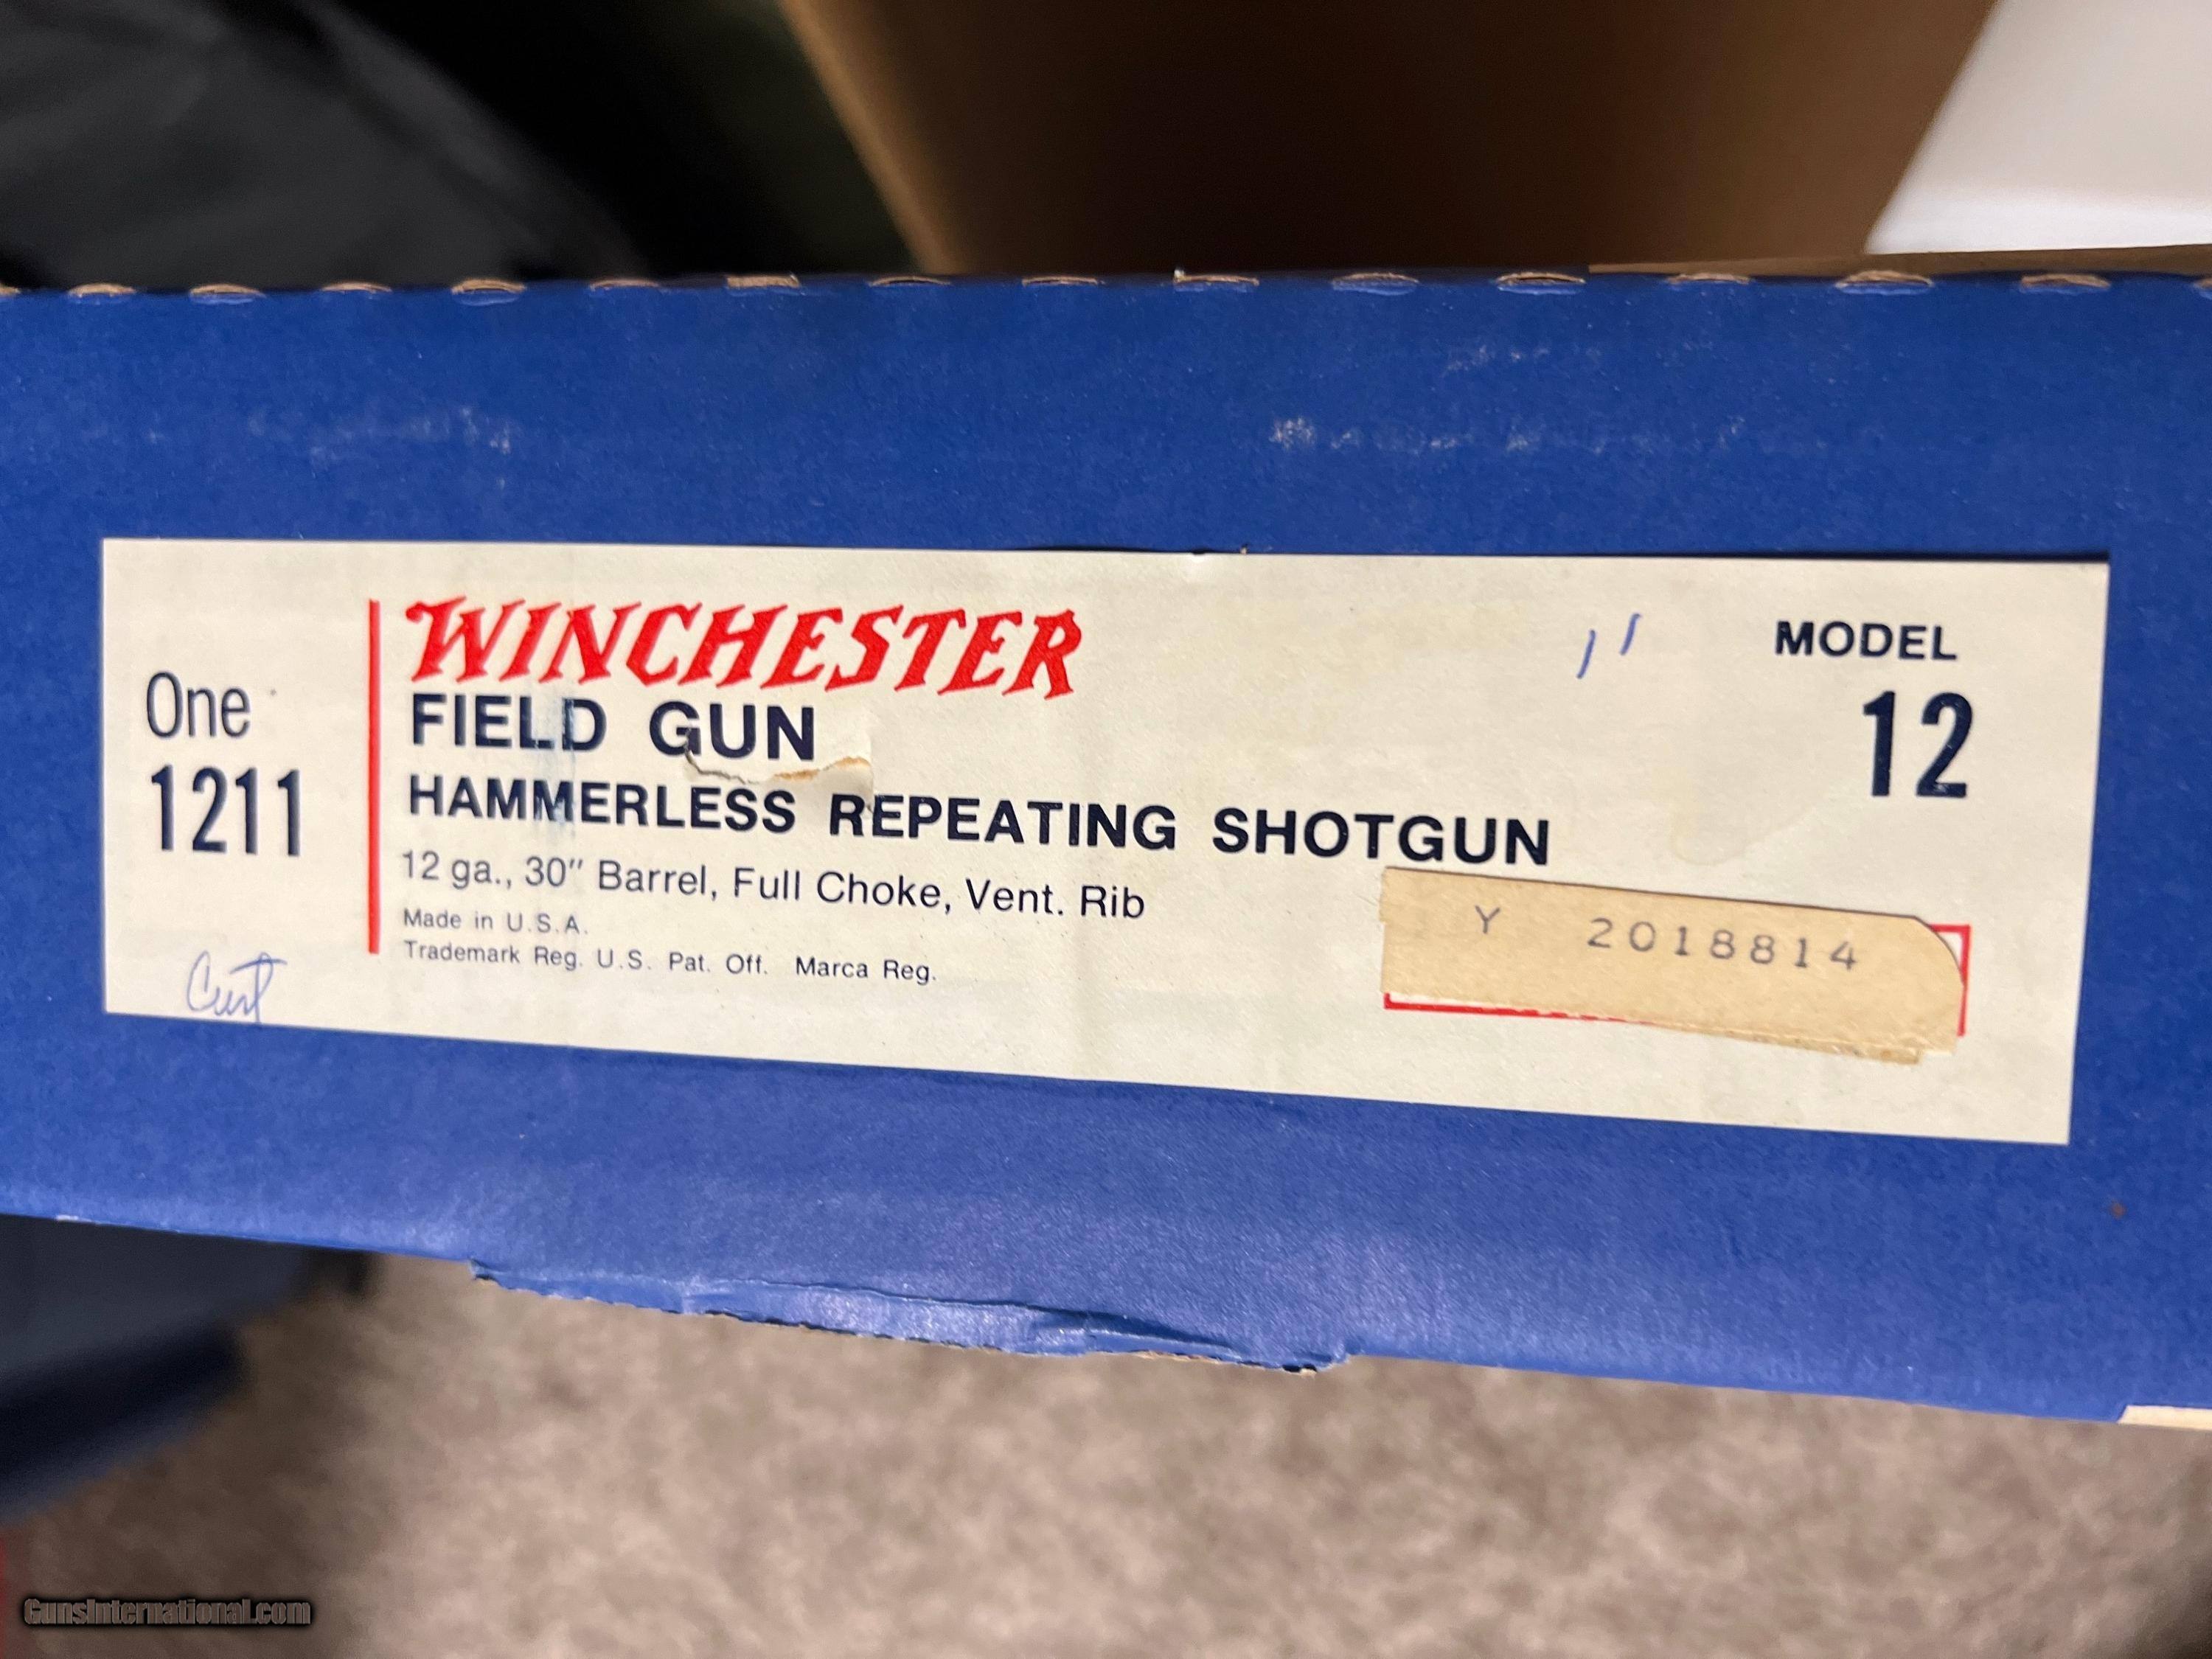 One
1211
Curt
WINCHESTER
FIELD GUN
HAMMERLESS REPEATING SHOTGUN
12 ga., 30" Barrel, Full Choke, Vent. Rib
Made in U.S.A.
Trademark Reg. U.S. Pat. Off. Marca Reg.
MODEL
12
Y 2018814
GunsInternational.com